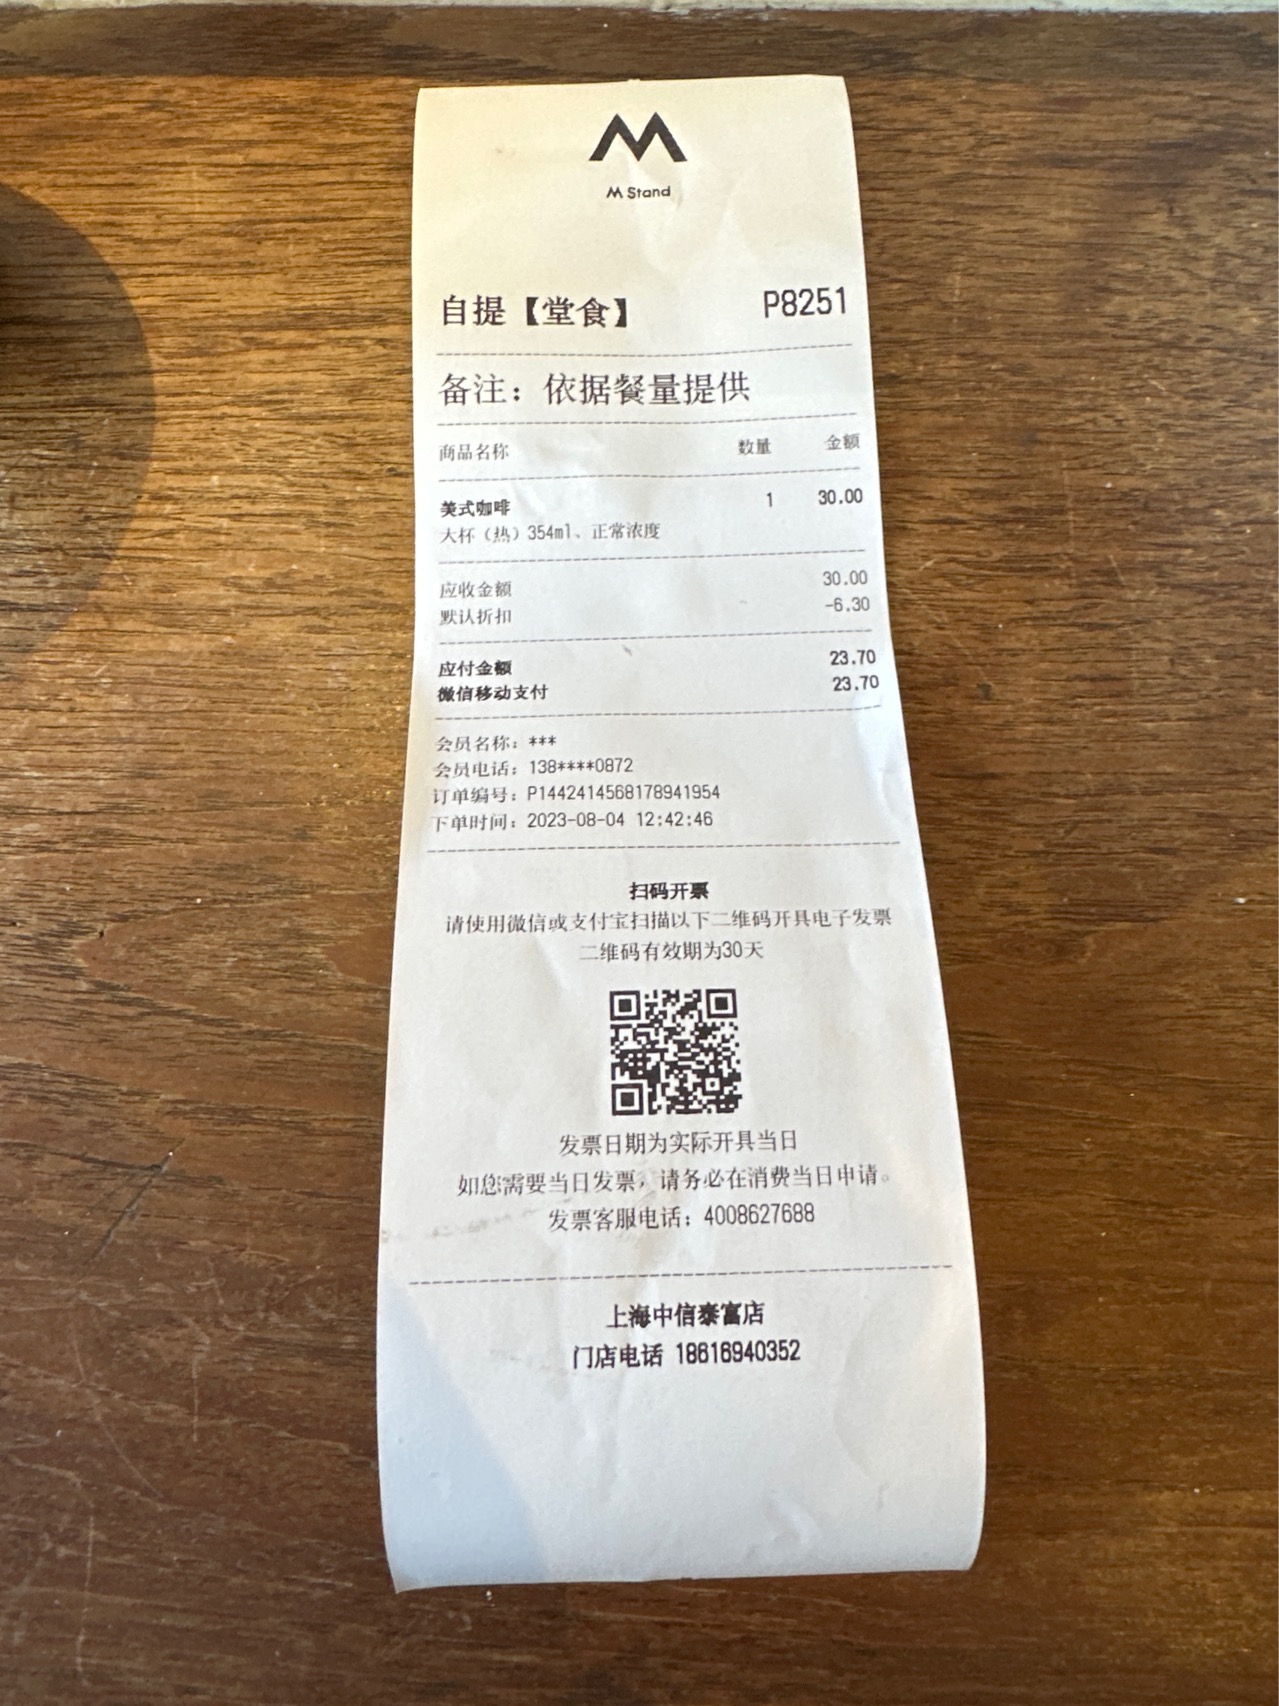 M Stand
自提【堂食】 P8251
备注：依据餐量提供
商品名称 数量 金额
美式咖啡 1 30.00
大杯（热）354ml、正常浓度
应收金额 30.00
默认折扣 -6.30
应付金额 23.70
微信移动支付 23.70
会员名称：***
会员电话：138****0872
订单编号：P1442414568178941954
下单时间：2023-08-04 12:42:46
扫码开票
请使用微信或支付宝扫描以下二维码开具电子发票
二维码有效期为30天
发票日期为实际开具当日
如您需要当日发票，请务必在消费当日申请。
发票客服电话：4008627688
上海中信泰富店
门店电话 18616940352